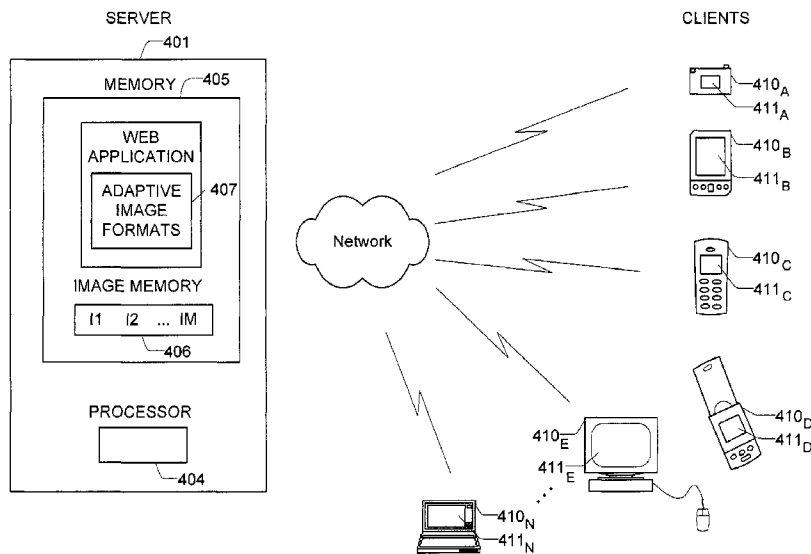 SERVER
401
MEMORY 405
WEB
APPLICATION
ADAPTIVE
IMAGE
FORMATS
407
IMAGE MEMORY
I1 I2 ... IM
406
PROCESSOR
404
Network
CLIENTS
410A
411A
410B
411B
410C
411C
410D
411D
410E
411E
...
410N
411N